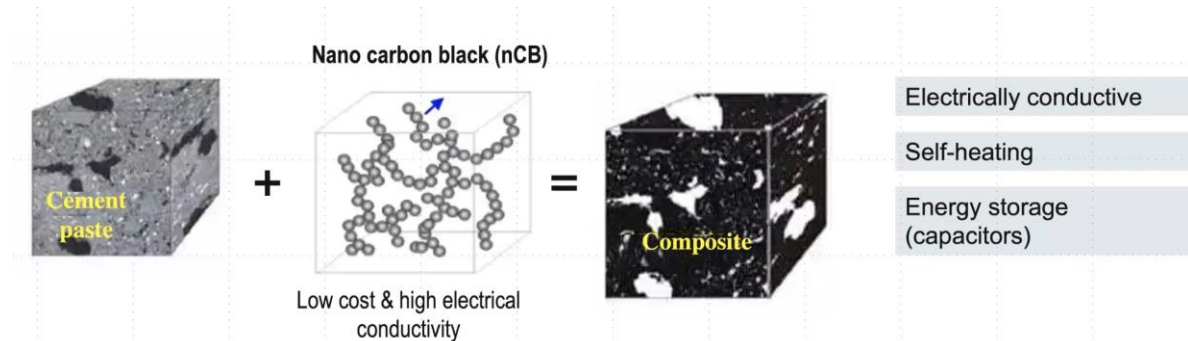 Nano carbon black (nCB)
Cement
paste
+
=
Composite
Low cost & high electrical
conductivity
Electrically conductive
Self-heating
Energy storage
(capacitors)